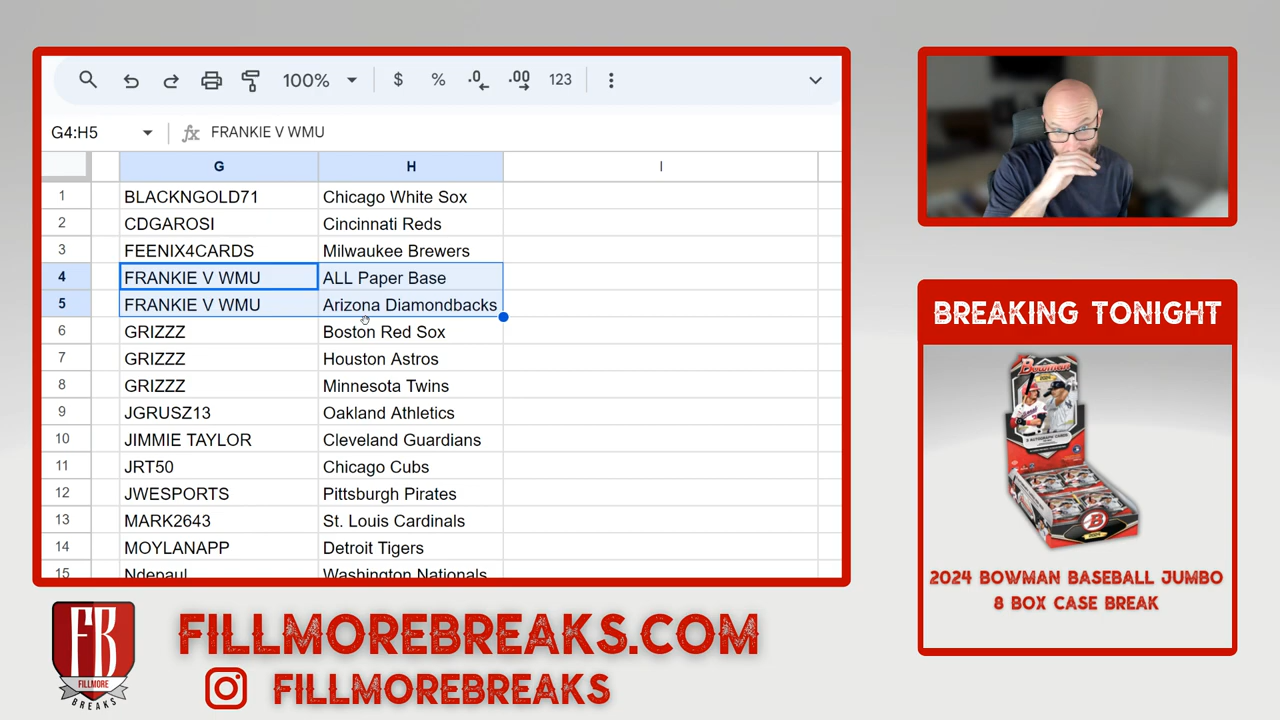 100%
$ % .0 .00 123
G4:H5 fx FRANKIE V WMU
G H I
1 BLACKNGOLD71 Chicago White Sox
2 CDGAROSI Cincinnati Reds
3 FEENIX4CARDS Milwaukee Brewers
4 FRANKIE V WMU ALL Paper Base
5 FRANKIE V WMU Arizona Diamondbacks
6 GRIZZZ Boston Red Sox
7 GRIZZZ Houston Astros
8 GRIZZZ Minnesota Twins
9 JGRUSZ13 Oakland Athletics
10 JIMMIE TAYLOR Cleveland Guardians
11 JRT50 Chicago Cubs
12 JWESPORTS Pittsburgh Pirates
13 MARK2643 St. Louis Cardinals
14 MOYLANAPP Detroit Tigers
15 Ndepaul Washington Nationals
BREAKING TONIGHT
Bowman
2024 BOWMAN BASEBALL JUMBO
8 BOX CASE BREAK
FB
FILLMORE
BREAKS
FILLMOREBREAKS.COM
FILLMOREBREAKS